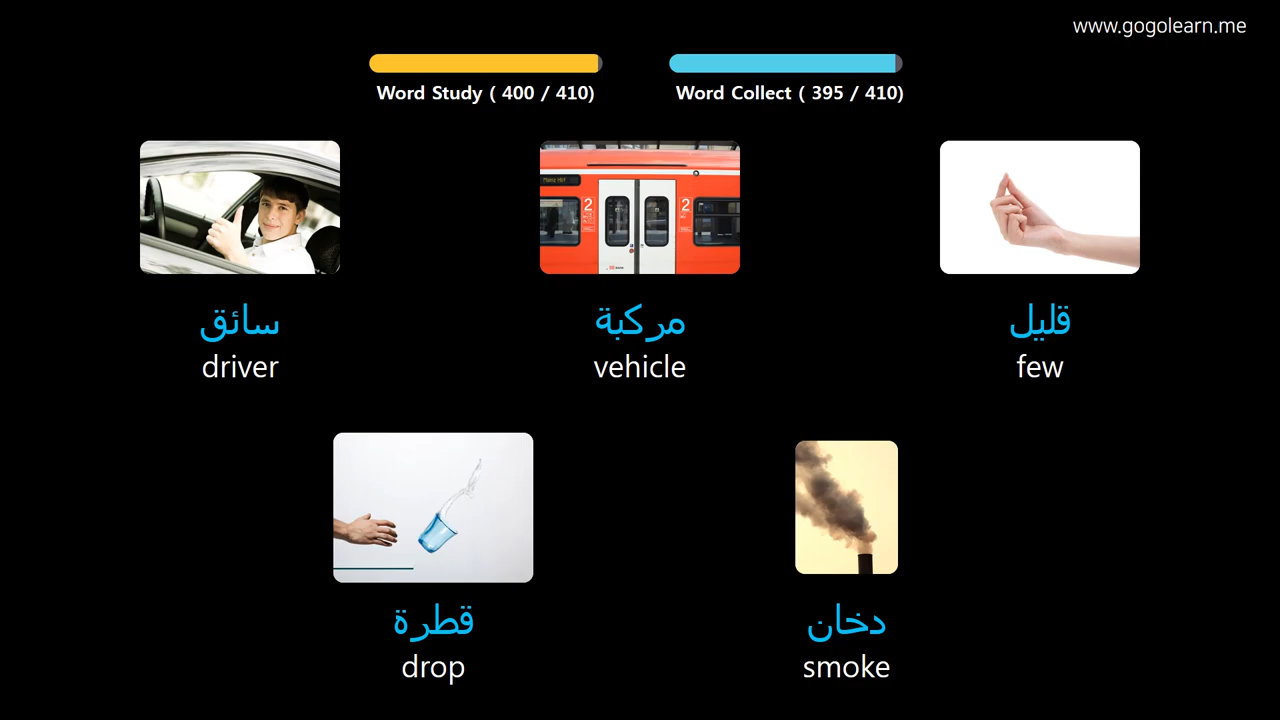 www.gogolearn.me
Word Study ( 400 / 410)
Word Collect ( 395 / 410)
سائق
driver
مركبة
vehicle
قليل
few
قطرة
drop
دخان
smoke